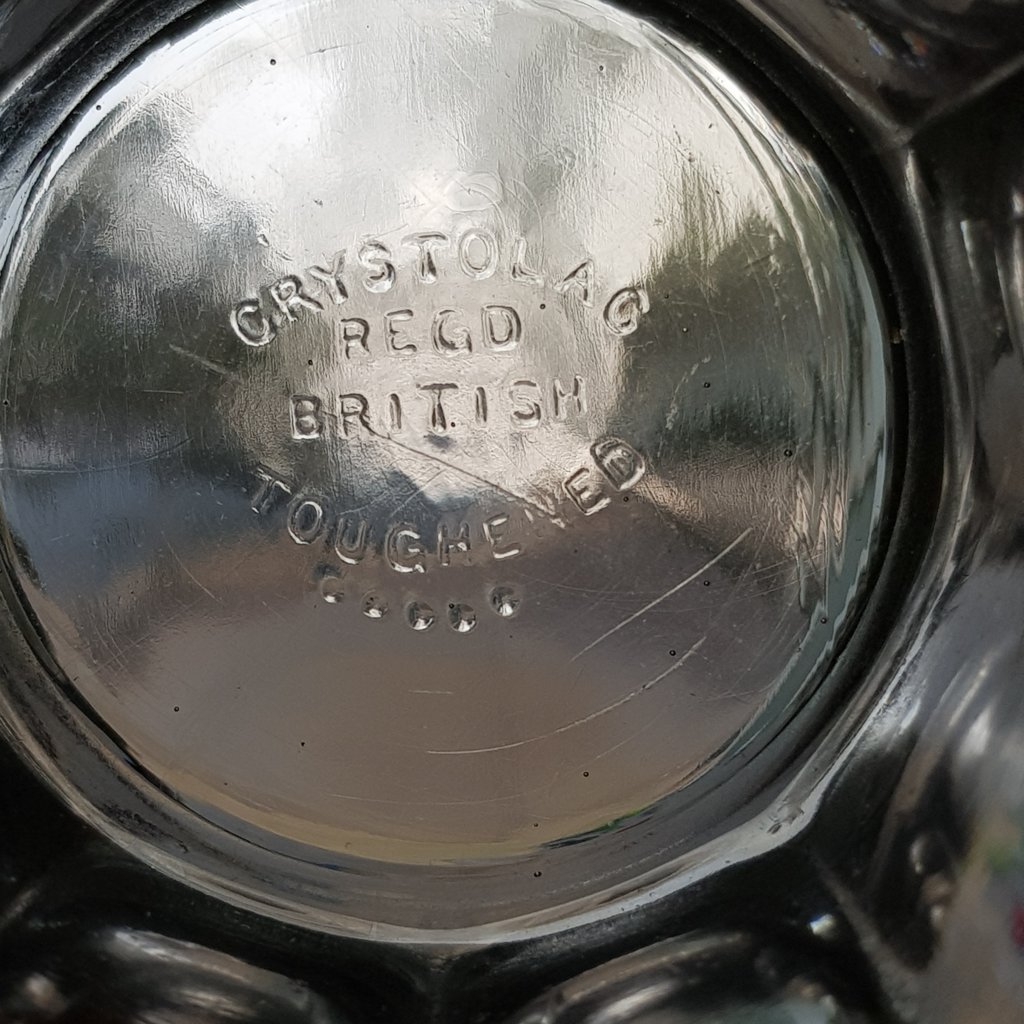 CRYSTOLAC
REGD
BRITISH
TOUGHENED